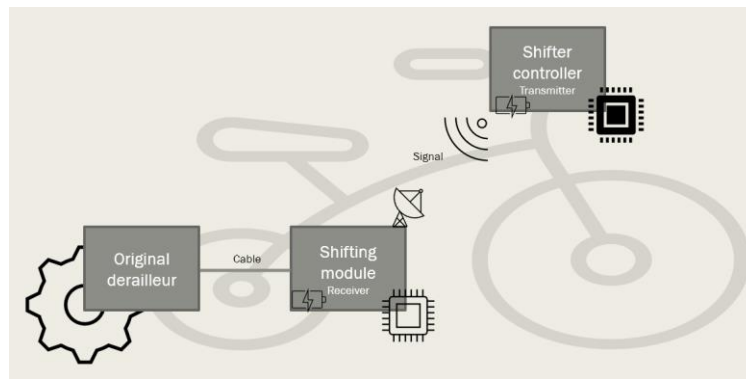 Shifter
controller
Transmitter
Signal
Original
derailleur
Cable
Shifting
module
Receiver